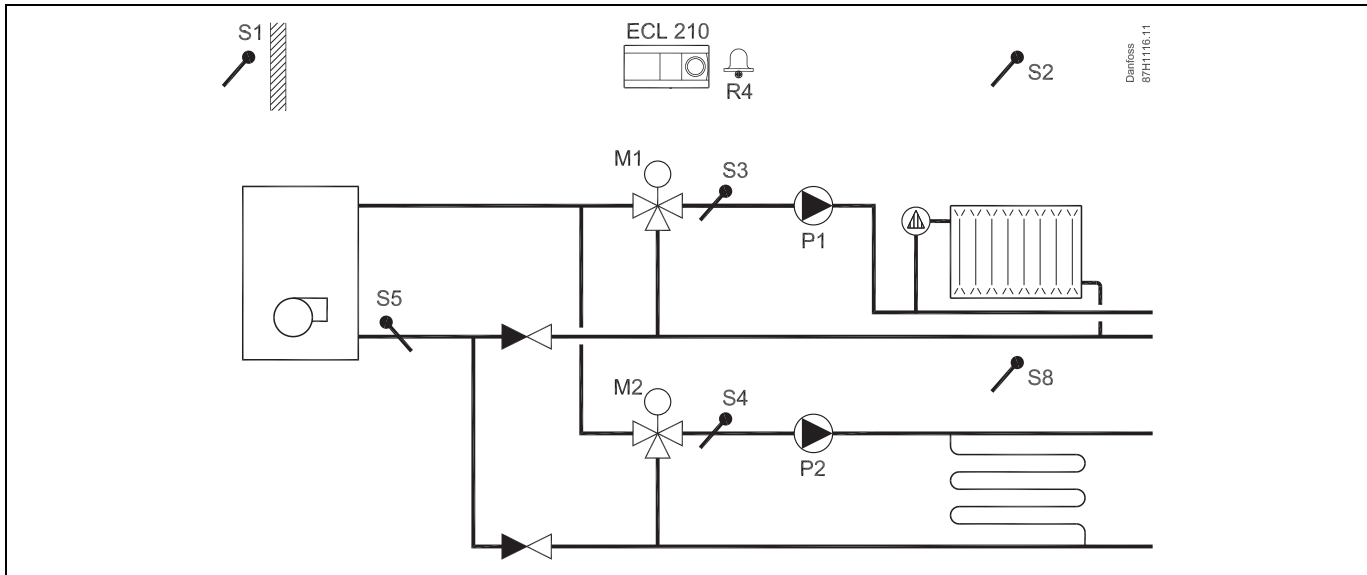 S1
ECL 210
R4
S2
Danfoss
87H1116.11
M1
S3
P1
S5
S8
M2
S4
P2